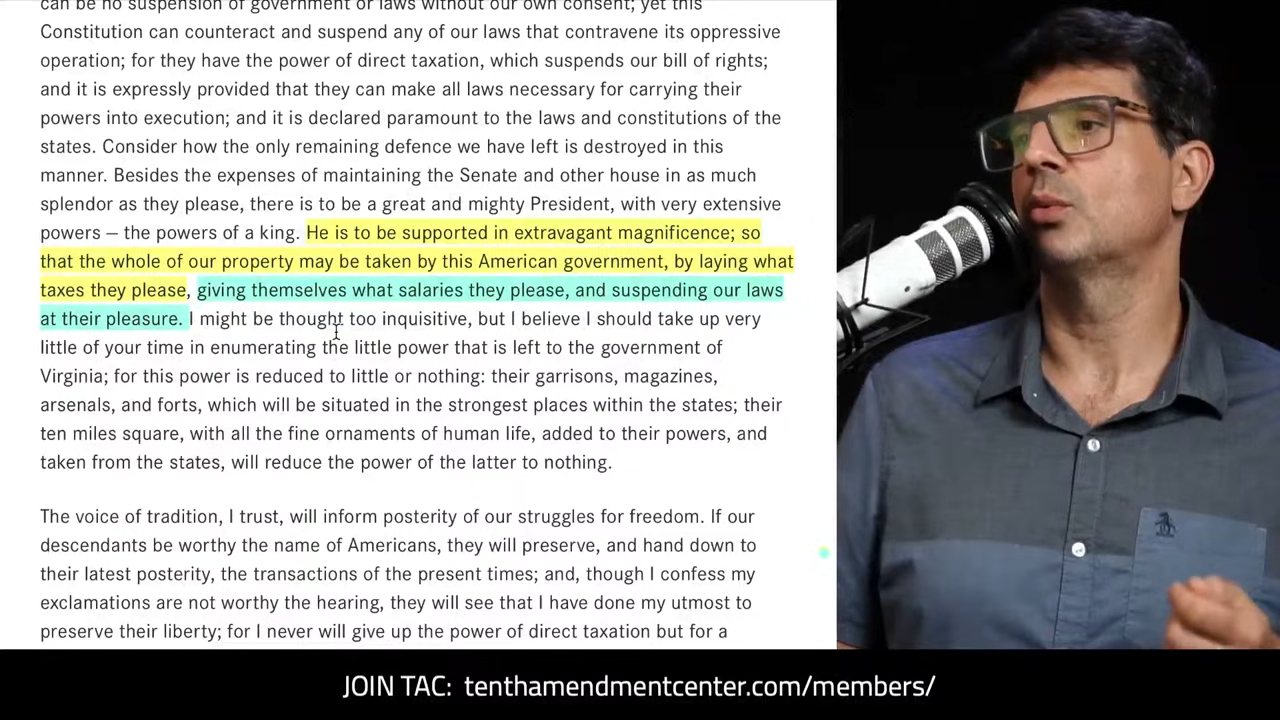 can be no suspension of government or laws without our own consent; yet this
Constitution can counteract and suspend any of our laws that contravene its oppressive
operation; for they have the power of direct taxation, which suspends our bill of rights;
and it is expressly provided that they can make all laws necessary for carrying their
powers into execution; and it is declared paramount to the laws and constitutions of the
states. Consider how the only remaining defence we have left is destroyed in this
manner. Besides the expenses of maintaining the Senate and other house in as much
splendor as they please, there is to be a great and mighty President, with very extensive
powers — the powers of a king. He is to be supported in extravagant magnificence; so
that the whole of our property may be taken by this American government, by laying what
taxes they please, giving themselves what salaries they please, and suspending our laws
at their pleasure. I might be thought too inquisitive, but I believe I should take up very
little of your time in enumerating the little power that is left to the government of
Virginia; for this power is reduced to little or nothing: their garrisons, magazines,
arsenals, and forts, which will be situated in the strongest places within the states; their
ten miles square, with all the fine ornaments of human life, added to their powers, and
taken from the states, will reduce the power of the latter to nothing.
The voice of tradition, I trust, will inform posterity of our struggles for freedom. If our
descendants be worthy the name of Americans, they will preserve, and hand down to
their latest posterity, the transactions of the present times; and, though I confess my
exclamations are not worthy the hearing, they will see that I have done my utmost to
preserve their liberty; for I never will give up the power of direct taxation but for a
JOIN TAC: tenthamendmentcenter.com/members/